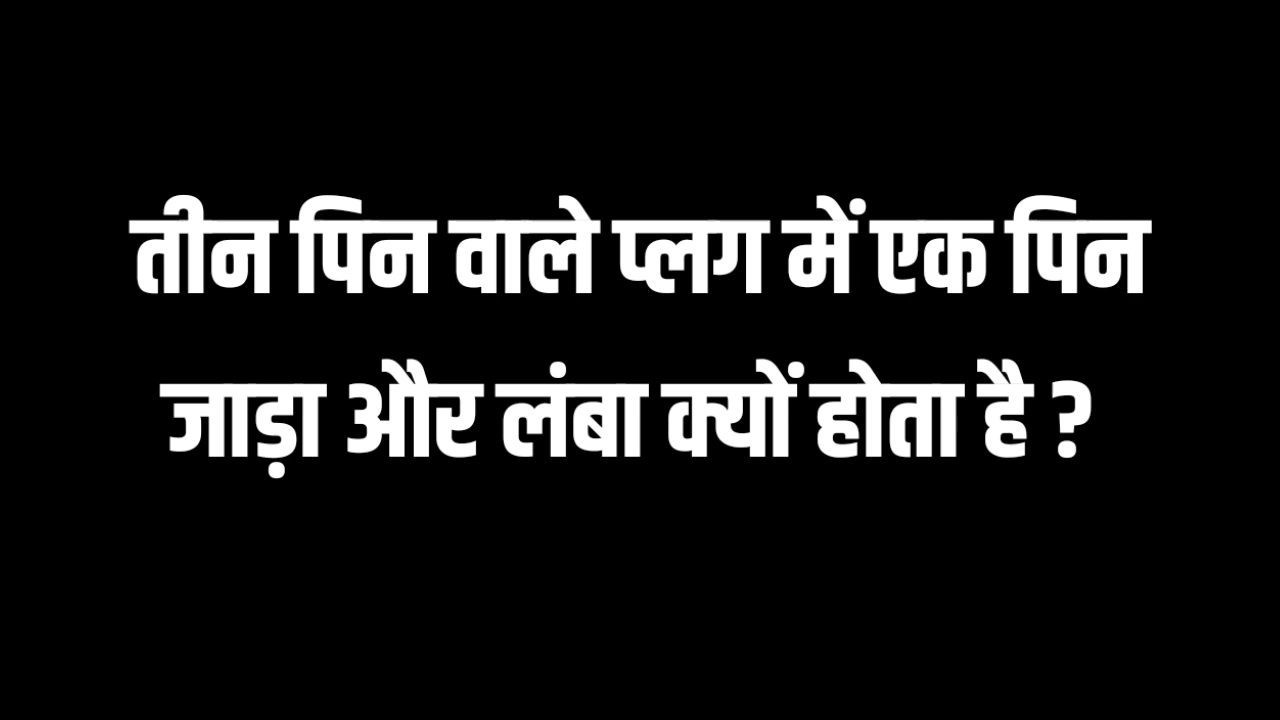 तीन पिन वाले प्लग में एक पिन
जाड़ा और लंबा क्यों होता है ?